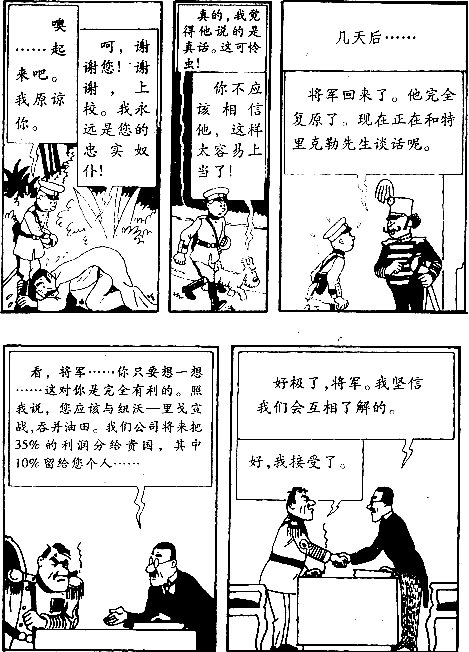 噢
……起
来吧。
我原谅
你。
呵，谢
谢您！谢
谢，上
校。我永
远是您的
忠实奴
仆！
真的，我觉
得他说的是
真话。这可怜
虫！
你不应
该相信
他，这样
太容易上
当了！
几天后……
将军回来了。他完全
复原了。现在正在和特
里克勒先生谈话呢。
看，将军……你只要想一想
……这对你是完全有利的。照
我说，您应该与纽沃—里戈宣
战，吞并油田。我们公司将来把
35%的利润分给贵国，其中
10%留给您个人……
好极了，将军。我坚信
我们会互相了解的。
好，我接受了。